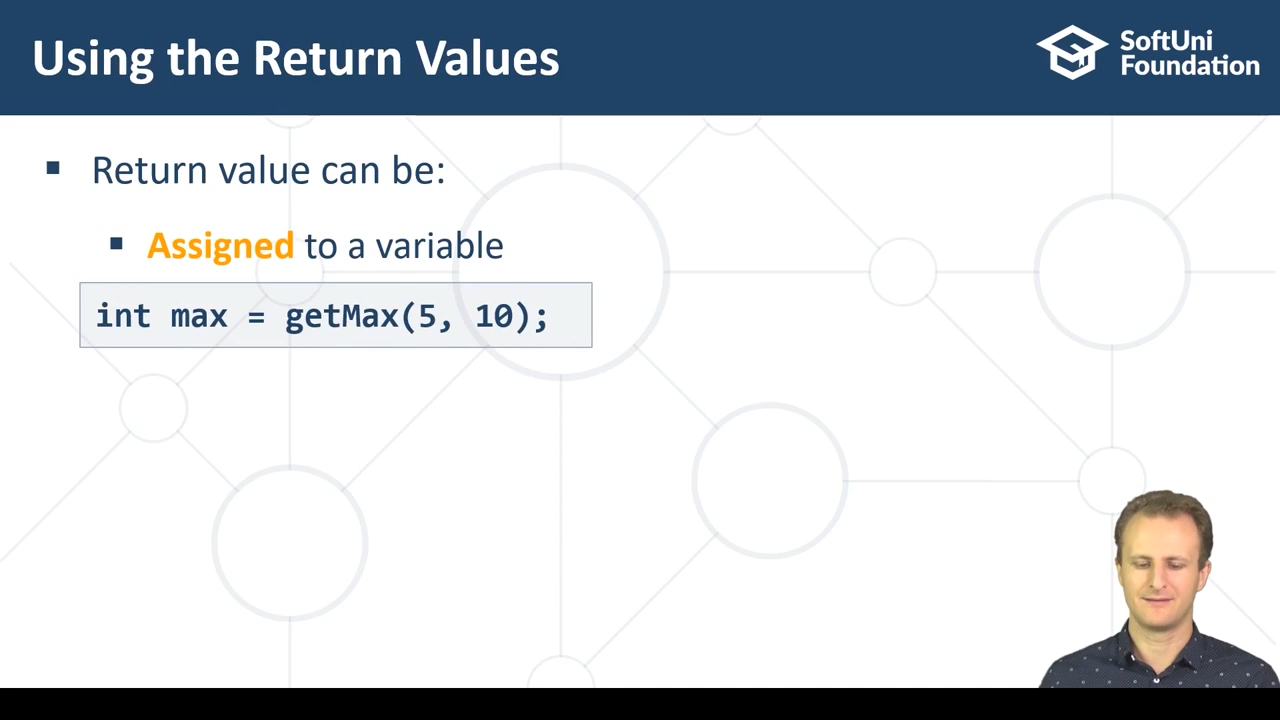 Using the Return Values
SoftUni
Foundation
Return value can be:
Assigned to a variable
int max = getMax(5, 10);